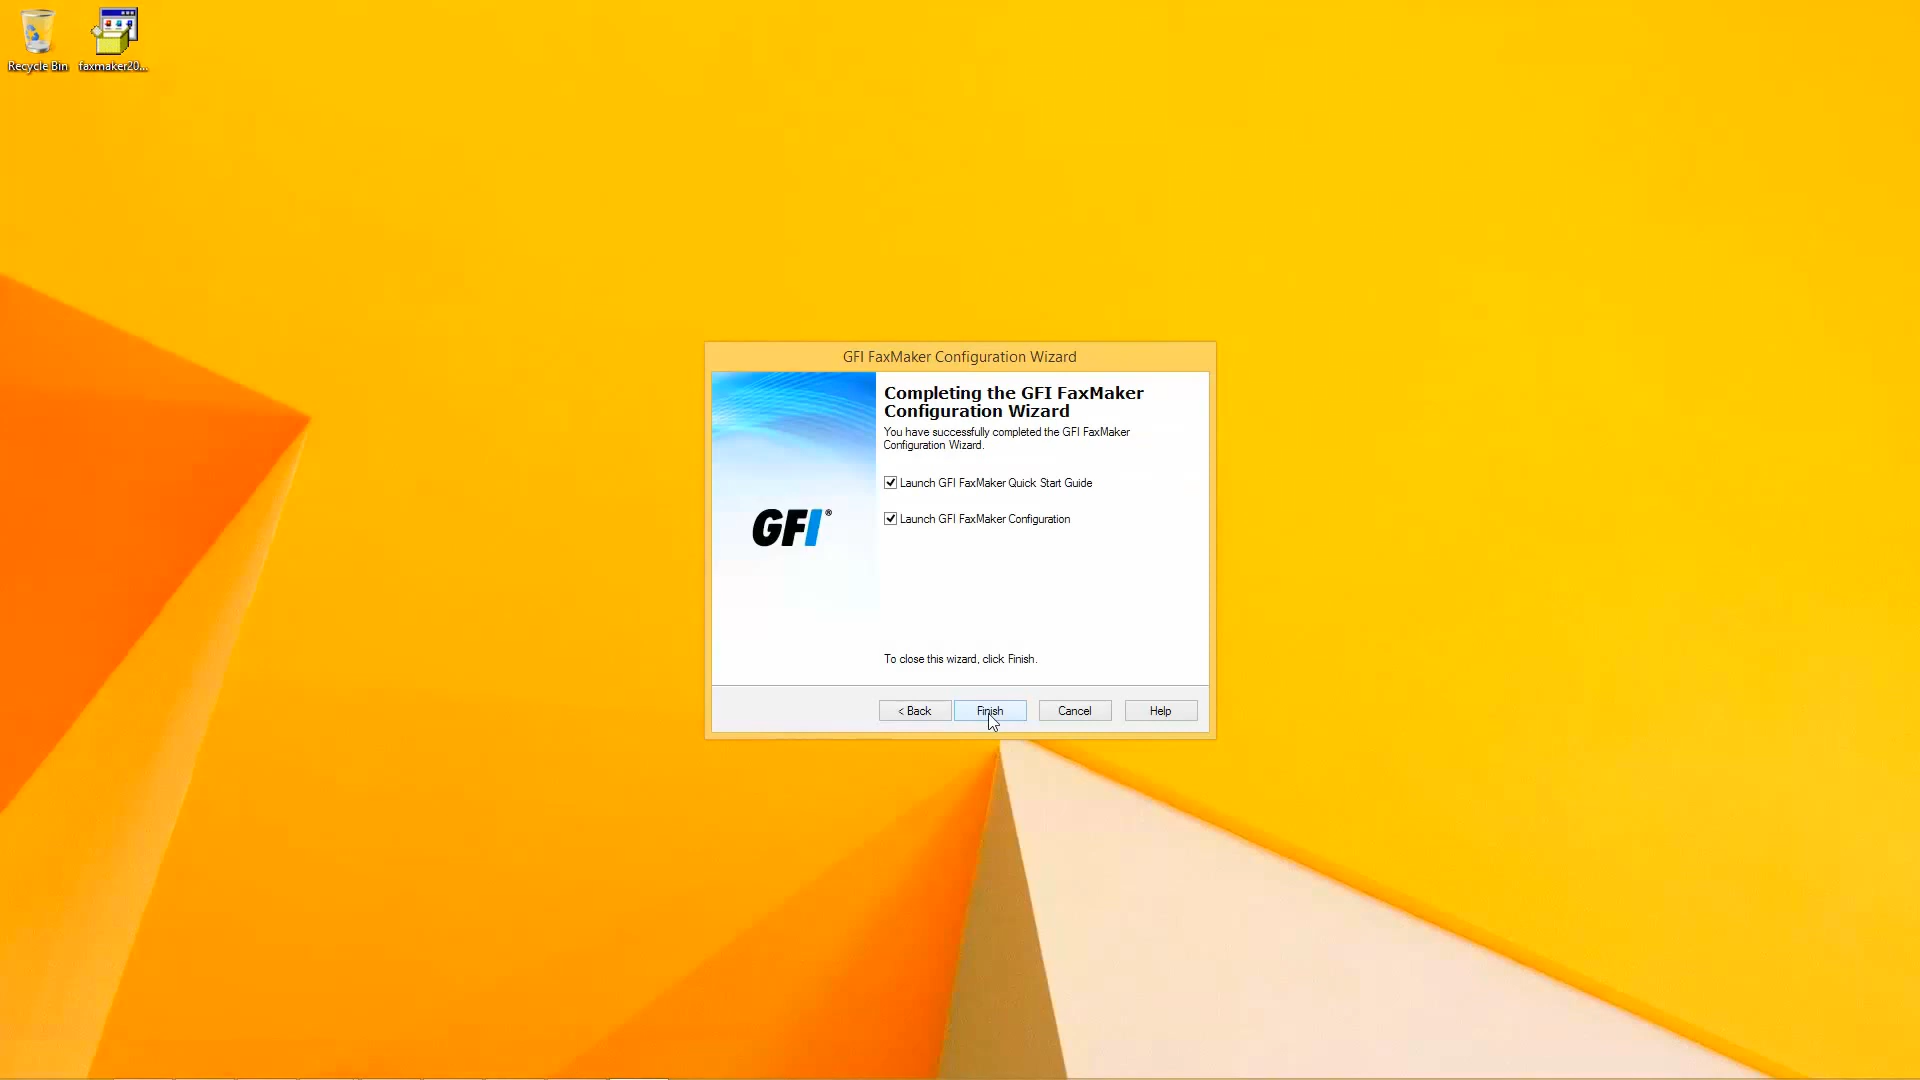 Recycle Bin
faxmaker20...
GFI FaxMaker Configuration Wizard
Completing the GFI FaxMaker
Configuration Wizard
You have successfully completed the GFI FaxMaker
Configuration Wizard.
Launch GFI FaxMaker Quick Start Guide
GFI®
Launch GFI FaxMaker Configuration
To close this wizard, click Finish.
< Back
Finish
Cancel
Help